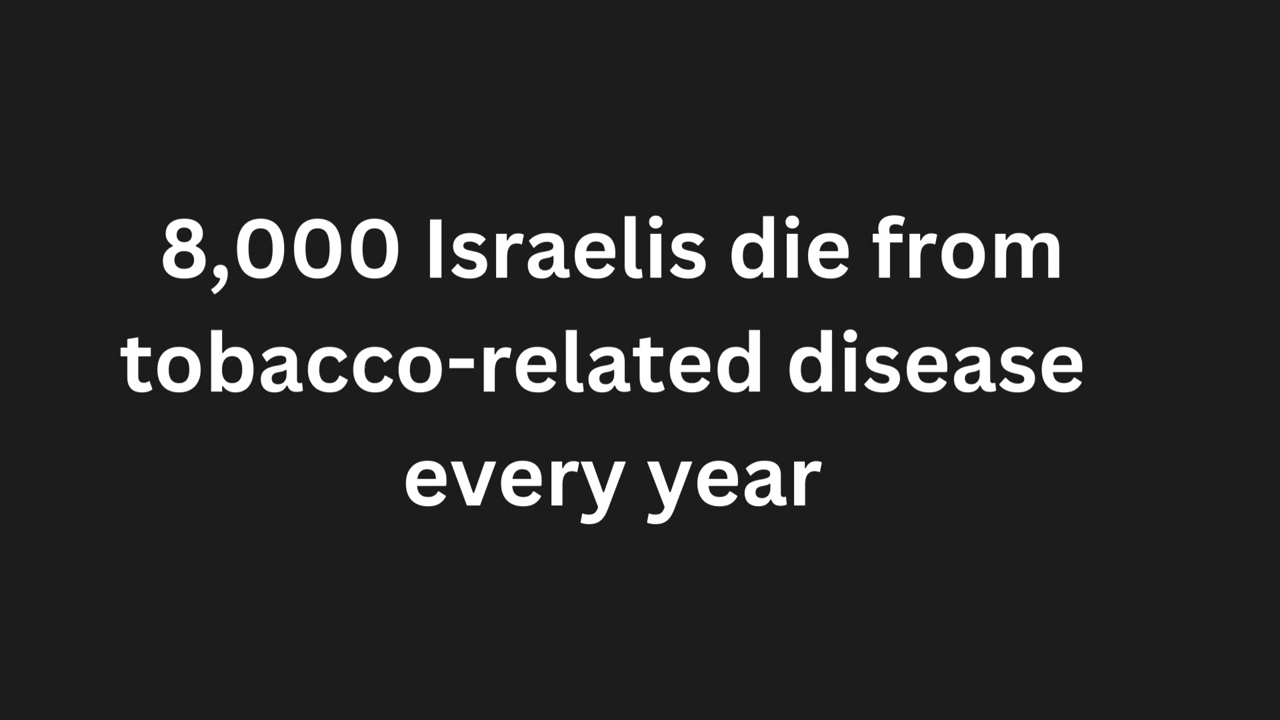 8,000 Israelis die from
tobacco-related disease
every year